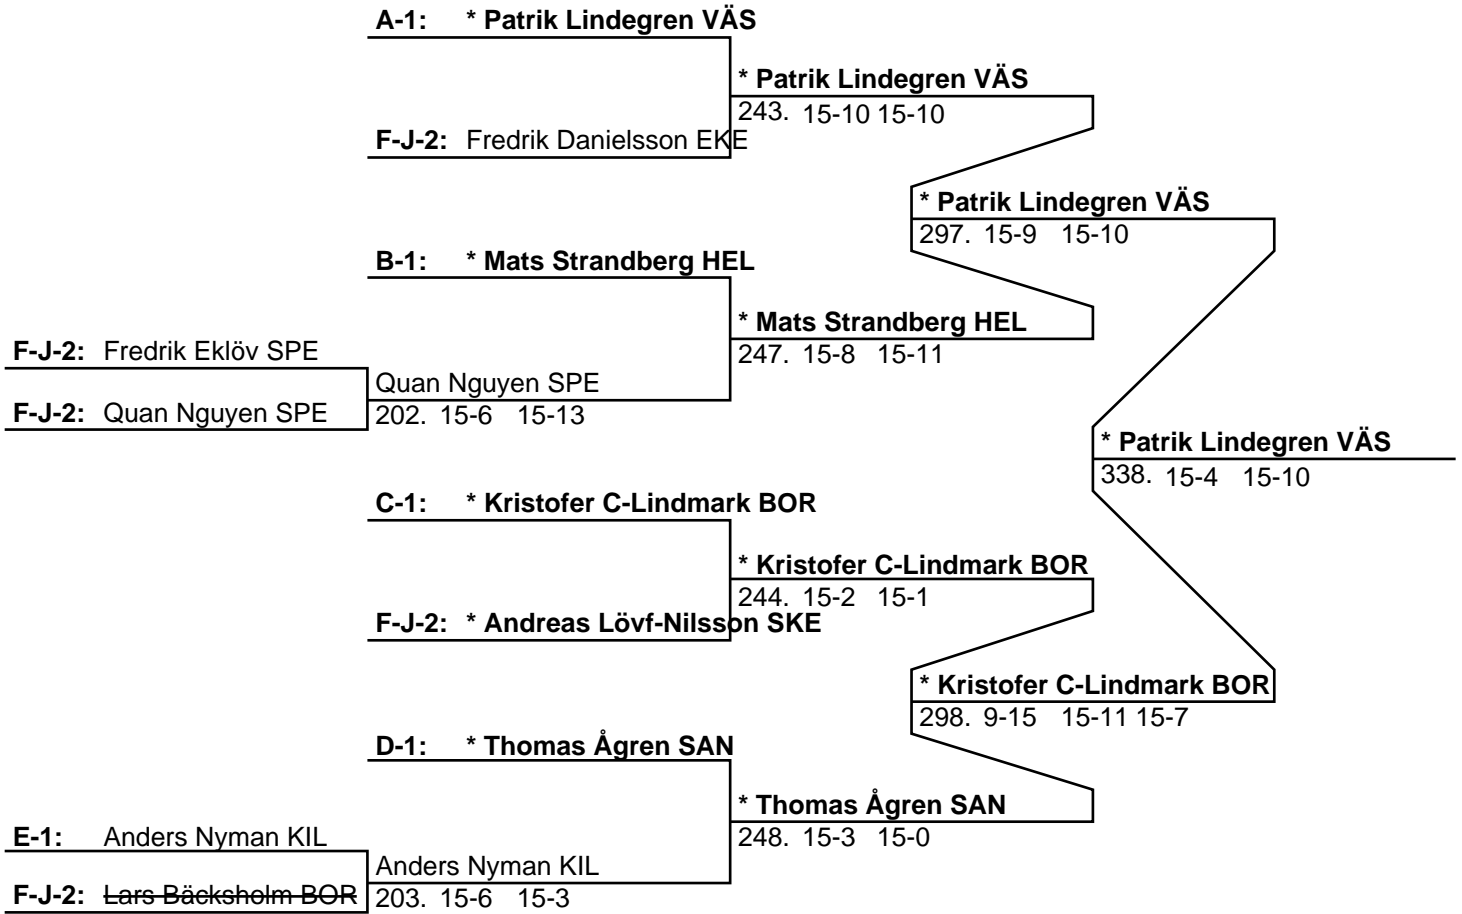 A-1: * Patrik Lindegren VÄS
* Patrik Lindegren VÄS
243. 15-10 15-10
F-J-2: Fredrik Danielsson EKE
* Patrik Lindegren VÄS
297. 15-9 15-10
B-1: * Mats Strandberg HEL
* Mats Strandberg HEL
247. 15-8 15-11
F-J-2: Fredrik Eklöv SPE
Quan Nguyen SPE
202. 15-6 15-13
F-J-2: Quan Nguyen SPE
* Patrik Lindegren VÄS
338. 15-4 15-10
C-1: * Kristofer C-Lindmark BOR
* Kristofer C-Lindmark BOR
244. 15-2 15-1
F-J-2: * Andreas Lövf-Nilsson SKE
* Kristofer C-Lindmark BOR
298. 9-15 15-11 15-7
D-1: * Thomas Ågren SAN
* Thomas Ågren SAN
248. 15-3 15-0
E-1: Anders Nyman KIL
Anders Nyman KIL
203. 15-6 15-3
F-J-2: Lars Bäcksholm BOR